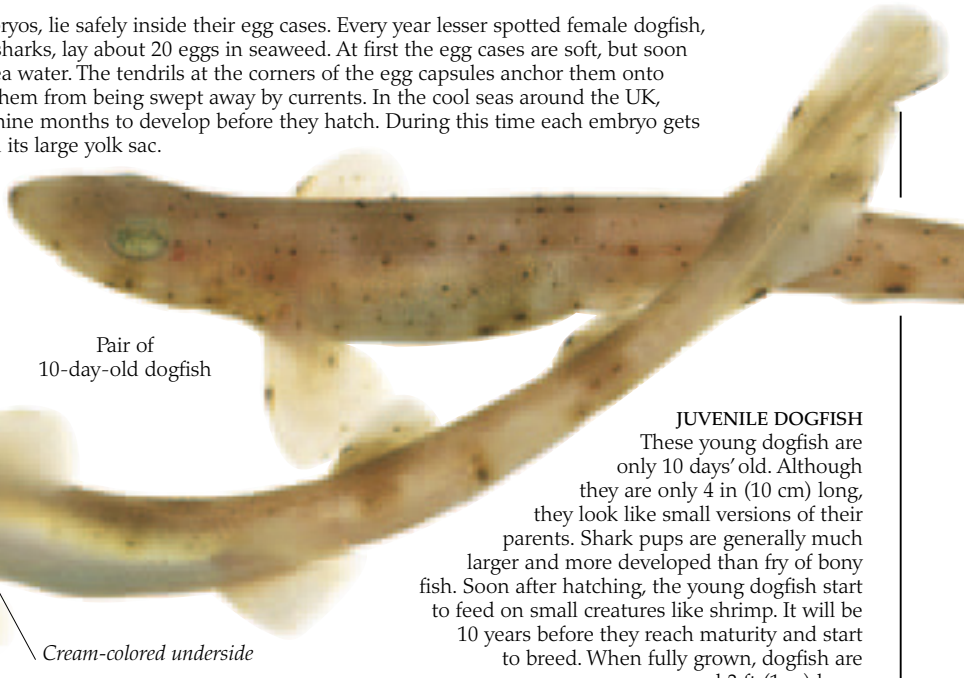 ryos, lie safely inside their egg cases. Every year lesser spotted female dogfish,
sharks, lay about 20 eggs in seaweed. At first the egg cases are soft, but soon
ea water. The tendrils at the corners of the egg capsules anchor them onto
hem from being swept away by currents. In the cool seas around the UK,
nine months to develop before they hatch. During this time each embryo gets
its large yolk sac.
Pair of
10-day-old dogfish
JUVENILE DOGFISH
These young dogfish are
only 10 days’ old. Although
they are only 4 in (10 cm) long,
they look like small versions of their
parents. Shark pups are generally much
larger and more developed than fry of bony
fish. Soon after hatching, the young dogfish start
to feed on small creatures like shrimp. It will be
10 years before they reach maturity and start
to breed. When fully grown, dogfish are
Cream-colored underside